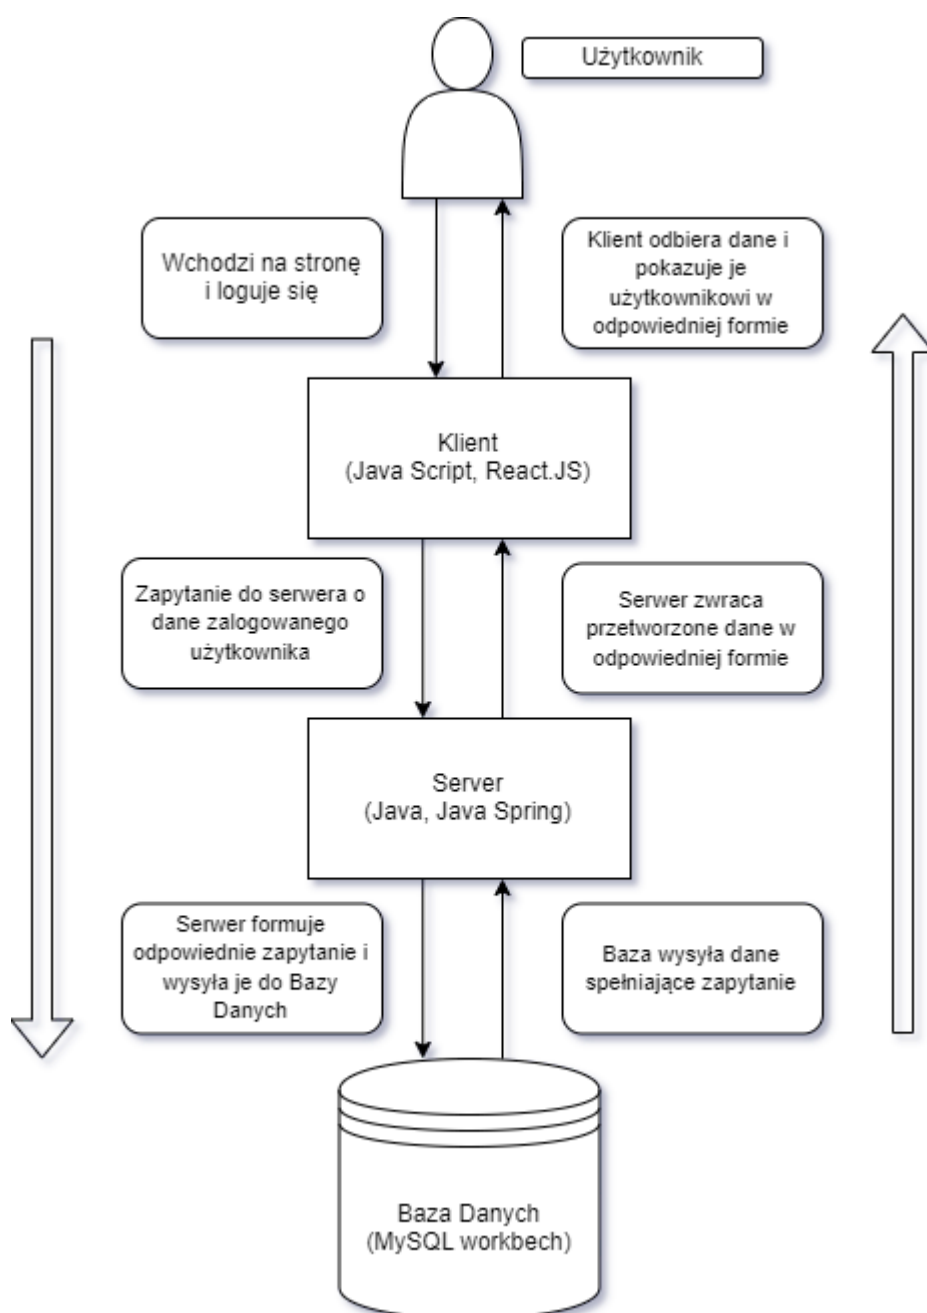 Użytkownik
Wchodzi na stronę
i loguje się
Klient odbiera dane i
pokazuje je
użytkownikowi w
odpowiedniej formie
Klient
(Java Script, React.JS)
Zapytanie do serwera o
dane zalogowanego
użytkownika
Serwer zwraca
przetworzone dane w
odpowiedniej formie
Server
(Java, Java Spring)
Serwer formuje
odpowiednie zapytanie i
wysyła je do Bazy
Danych
Baza wysyła dane
spełniające zapytanie
Baza Danych
(MySQL workbech)